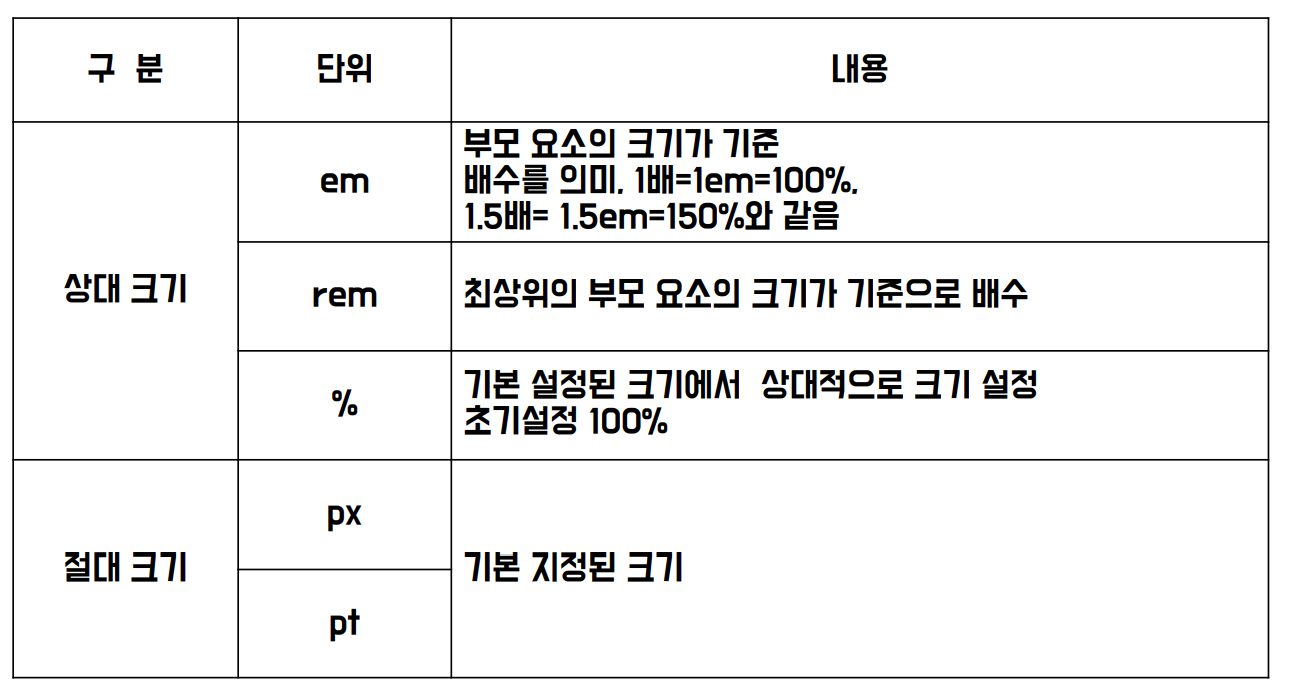 구 분 단위 내용
상대 크기
em
부모 요소의 크기가 기준
배수를 의미, 1배=1em=100%,
1.5배= 1.5em=150%와 같음
rem
최상위의 부모 요소의 크기가 기준으로 배수
%
기본 설정된 크기에서 상대적으로 크기 설정
초기설정 100%
절대 크기
px
기본 지정된 크기
pt